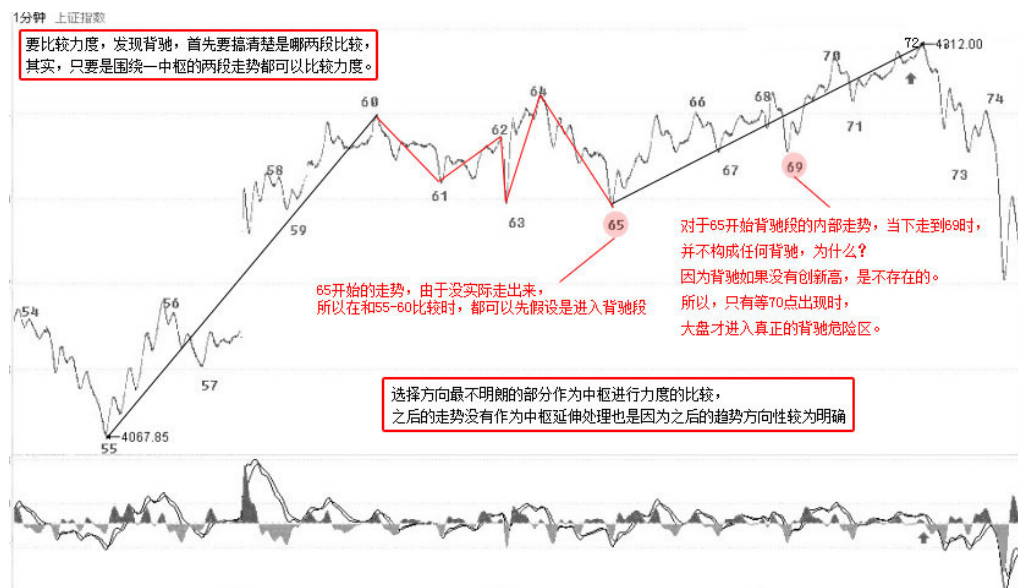 1分钟 上证指数
要比较力度，发现背驰，首先要搞清楚是哪两段比较，
其实，只要是围绕一中枢的两段走势都可以比较力度。
72
4312.00
70
64
60
66
68
74
62
71
58
67
69
73
61
63
65
59
对于65开始背驰段的内部走势，当下走到69时，
并不构成任何背驰，为什么？
因为背驰如果没有创新高，是不存在的。
所以，只有等70点出现时，
大盘才进入真正的背驰危险区。
65开始的走势，由于没实际走出来，
所以在和55-60比较时，都可以先假设是进入背驰段
54
56
57
选择方向最不明朗的部分作为中枢进行力度的比较，
之后的走势没有作为中枢延伸处理也是因为之后的趋势方向性较为明确
4067.85
55